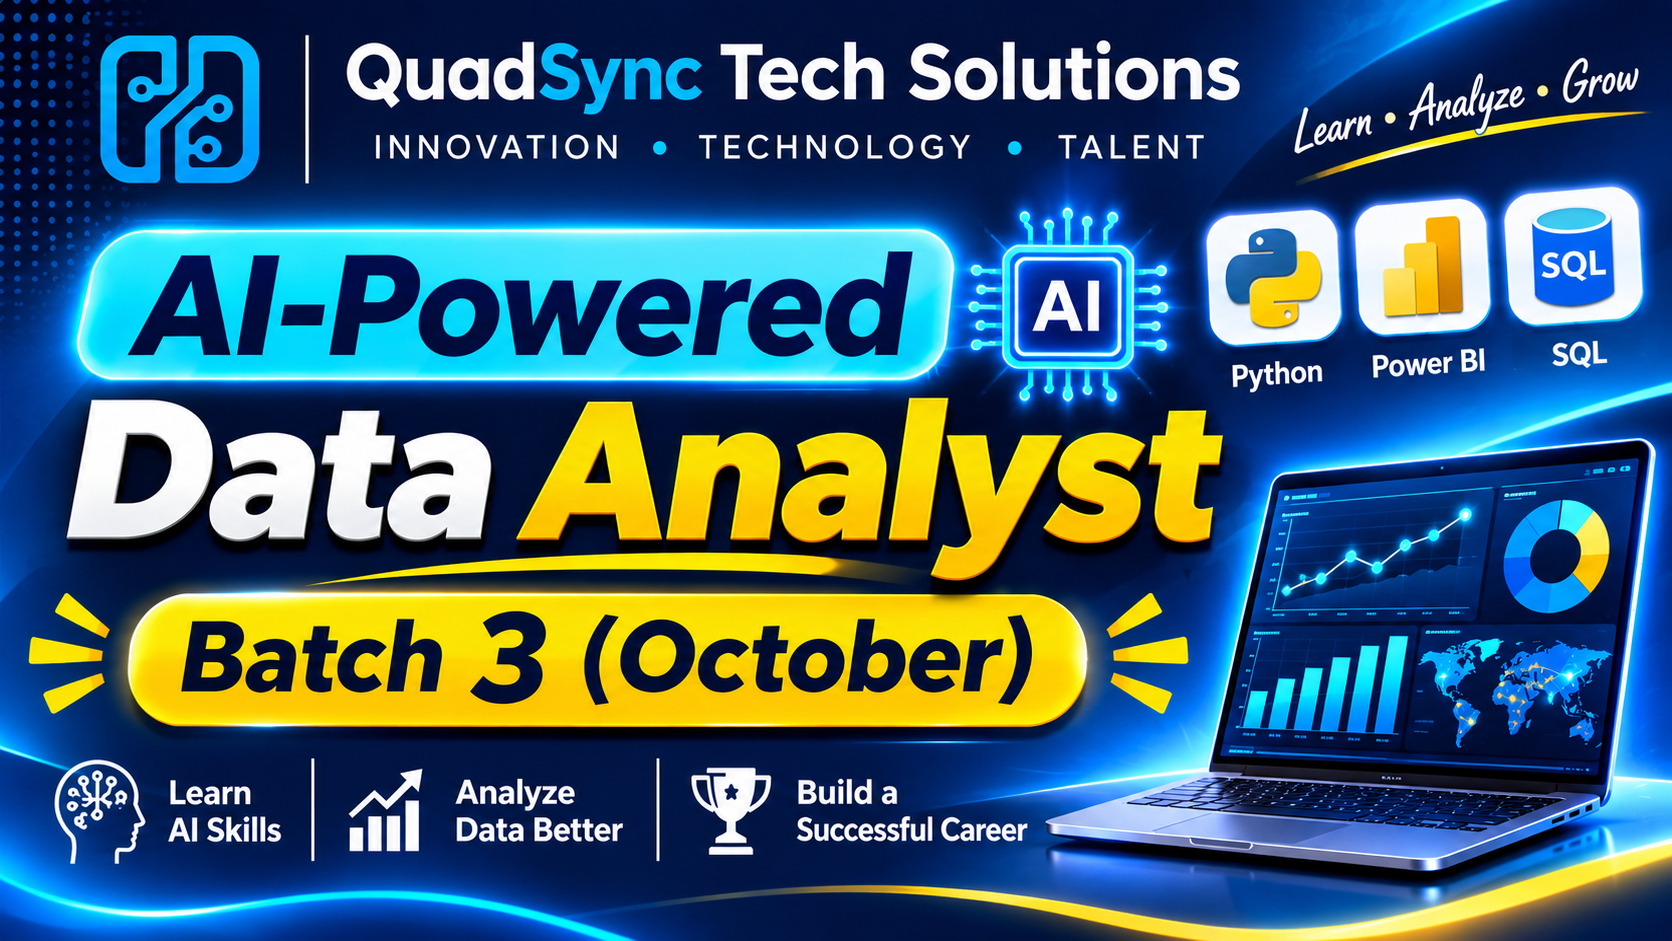 QuadSync Tech Solutions
INNOVATION • TECHNOLOGY • TALENT
Learn • Analyze • Grow
AI-Powered
AI
Python
Power BI
SQL
SQL
Data Analyst
Batch 3 (October)
Learn
AI Skills
Analyze
Data Better
Build a
Successful Career